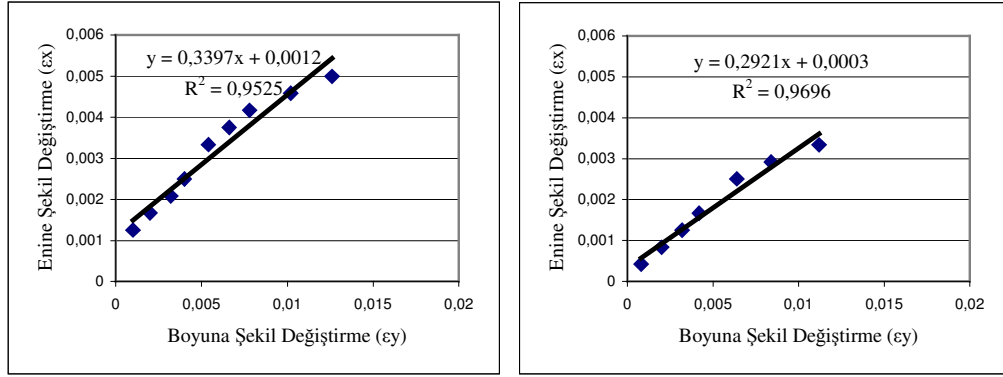 0,006
0,005
0,004
0,003
0,002
0,001
0
Enine Şekil Değiştirme (εx)
y = 0,3397x + 0,0012
R² = 0,9525
0 0,005 0,01 0,015 0,02
Boyuna Şekil Değiştirme (εy)
0,006
0,005
0,004
0,003
0,002
0,001
0
Enine Şekil Değiştirme (εx)
y = 0,2921x + 0,0003
R² = 0,9696
0 0,005 0,01 0,015 0,02
Boyuna Şekil Değiştirme (εy)